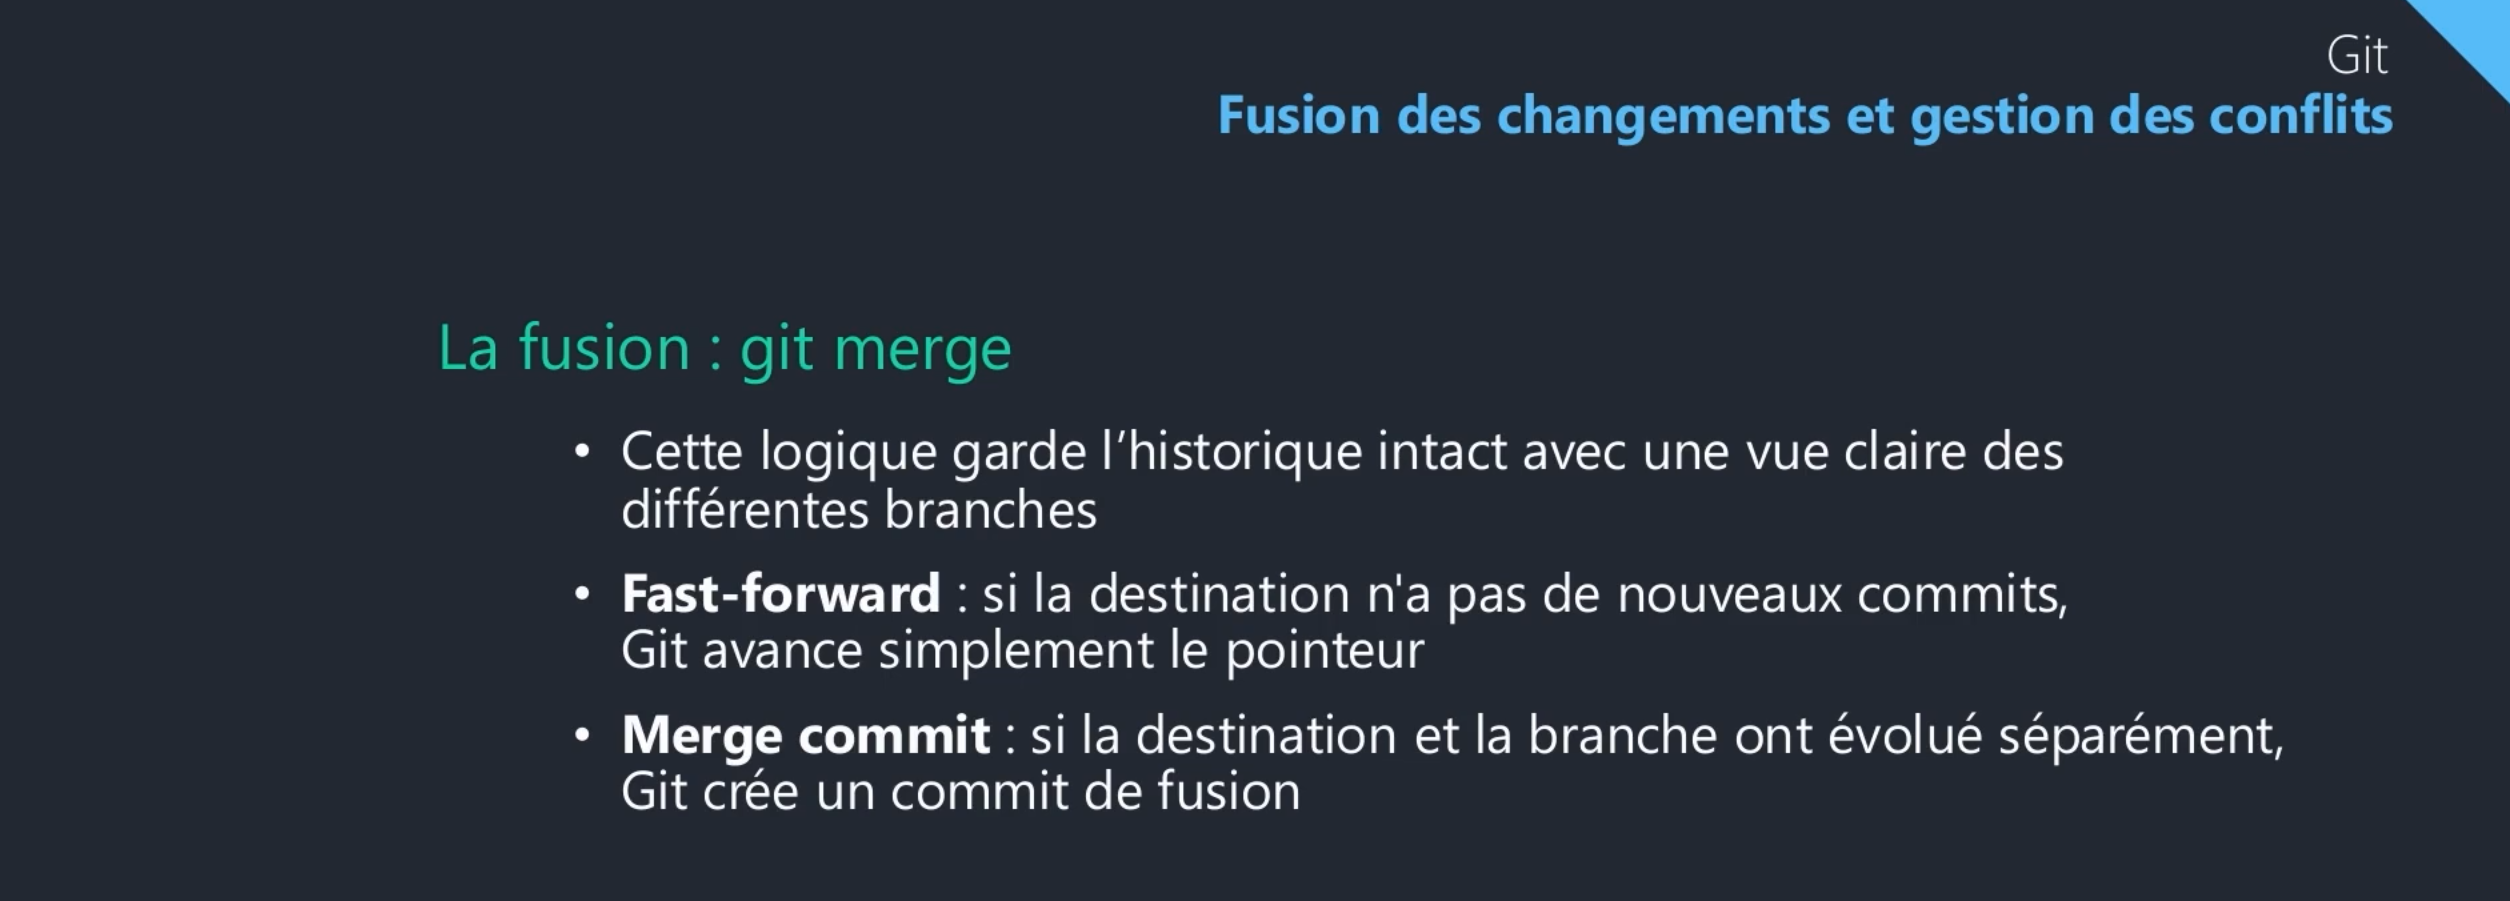 Git
Fusion des changements et gestion des conflits
La fusion : git merge
• Cette logique garde l’historique intact avec une vue claire des
différentes branches
• Fast-forward : si la destination n'a pas de nouveaux commits,
Git avance simplement le pointeur
• Merge commit : si la destination et la branche ont évolué séparément,
Git crée un commit de fusion